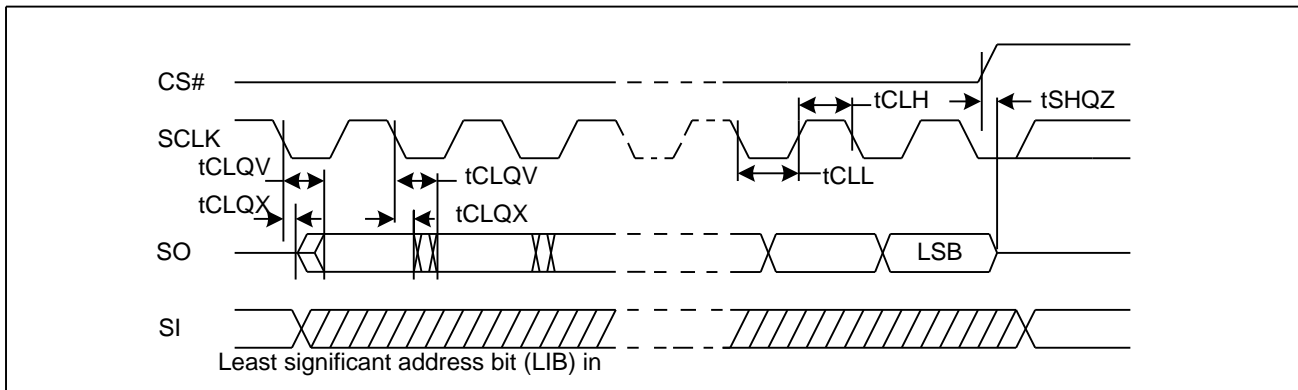 CS#
tCLH
tSHQZ
SCLK
tCLQV
tCLQV
tCLL
tCLQX
tCLQX
SO
LSB
SI
Least significant address bit (LIB) in